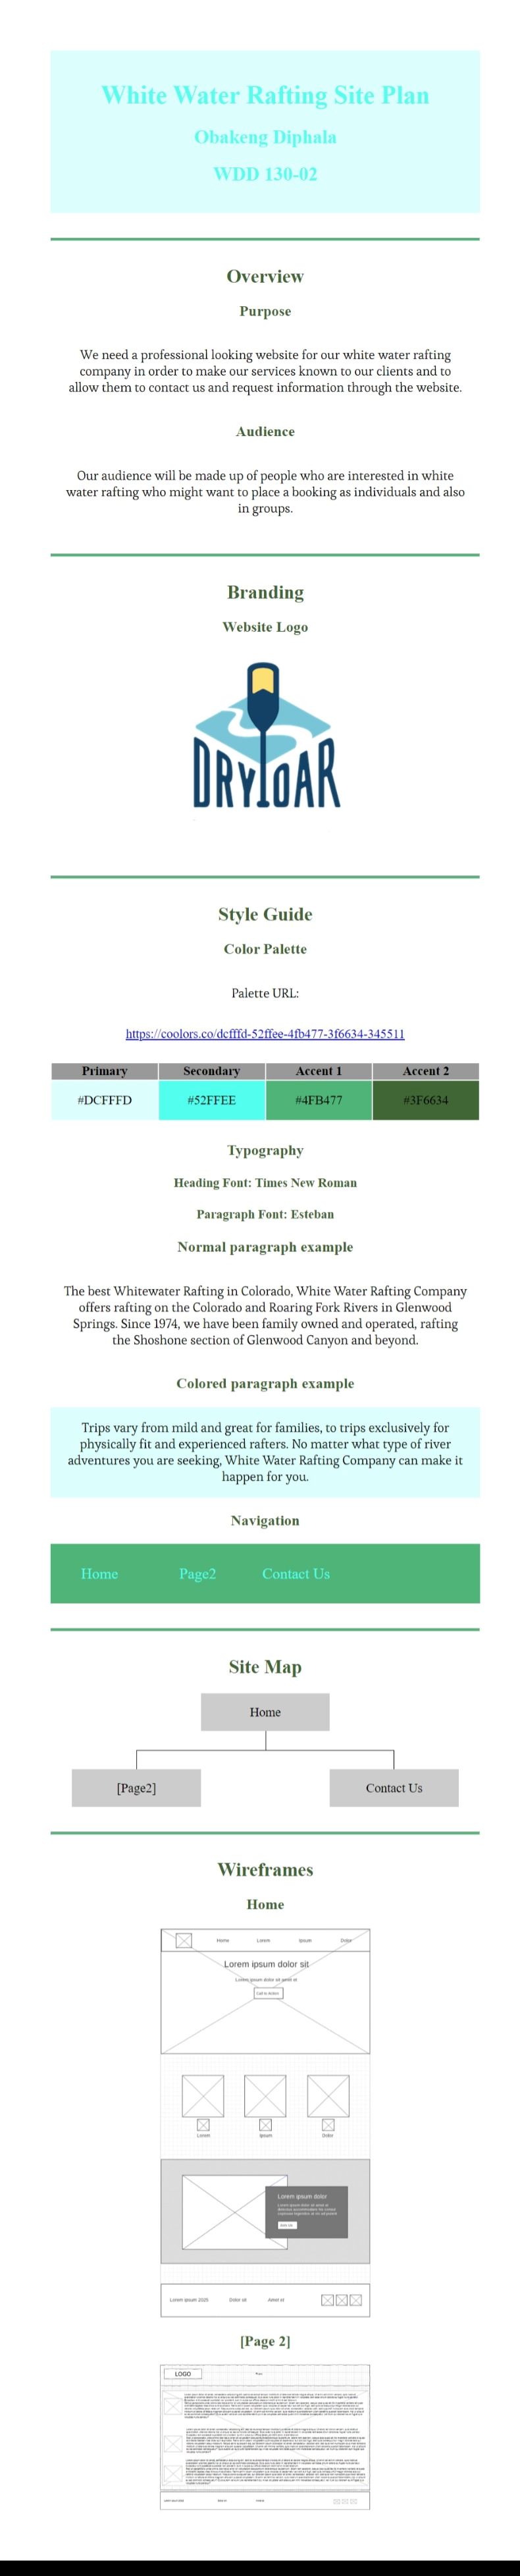 White Water Rafting Site Plan
Obakeng Diphala
WDD 130-02
Overview
Purpose
We need a professional looking website for our white water rafting
company in order to make our services known to our clients and to
allow them to contact us and request information through the website.
Audience
Our audience will be made up of people who are interested in white
water rafting who might want to place a booking as individuals and also
in groups.
Branding
Website Logo
DRYOAR
Style Guide
Color Palette
Palette URL:
https://coolors.co/dcfffd-52ffee-4fb477-3f6634-345511
Primary Secondary Accent 1 Accent 2
#DCFFFD #52FFEE #4FB477 #3F6634
Typography
Heading Font: Times New Roman
Paragraph Font: Esteban
Normal paragraph example
The best Whitewater Rafting in Colorado, White Water Rafting Company
offers rafting on the Colorado and Roaring Fork Rivers in Glenwood
Springs. Since 1974, we have been family owned and operated, rafting
the Shoshone section of Glenwood Canyon and beyond.
Colored paragraph example
Trips vary from mild and great for families, to trips exclusively for
physically fit and experienced rafters. No matter what type of river
adventures you are seeking, White Water Rafting Company can make it
happen for you.
Navigation
Home Page2 Contact Us
Site Map
Home
[Page2] Contact Us
Wireframes
Home
Home Lorem Ipsum Dolor
Lorem ipsum dolor sit
Lorem ipsum dolor sit amet et
Call to Action
Lorem Ipsum Dolor
Lorem ipsum dolor
Lorem ipsum 2025 Dolor sit Amet et
[Page 2]
LOGO